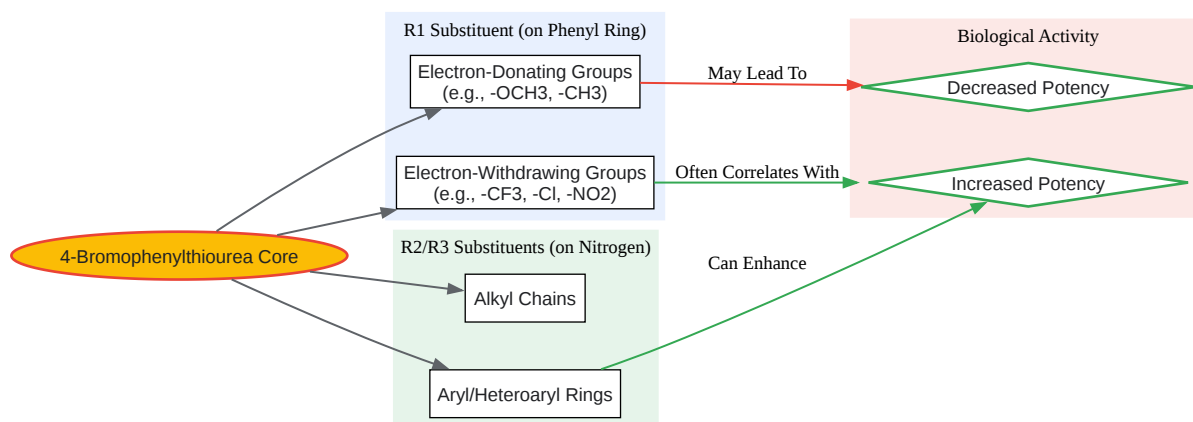 R1 Substituent (on Phenyl Ring)
Biological Activity
Electron-Donating Groups
(e.g., -OCH3, -CH3)
May Lead To
Decreased Potency
Electron-Withdrawing Groups
(e.g., -CF3, -Cl, -NO2)
Often Correlates With
Increased Potency
4-Bromophenylthiourea Core
R2/R3 Substituents (on Nitrogen)
Can Enhance
Alkyl Chains
Aryl/Heteroaryl Rings